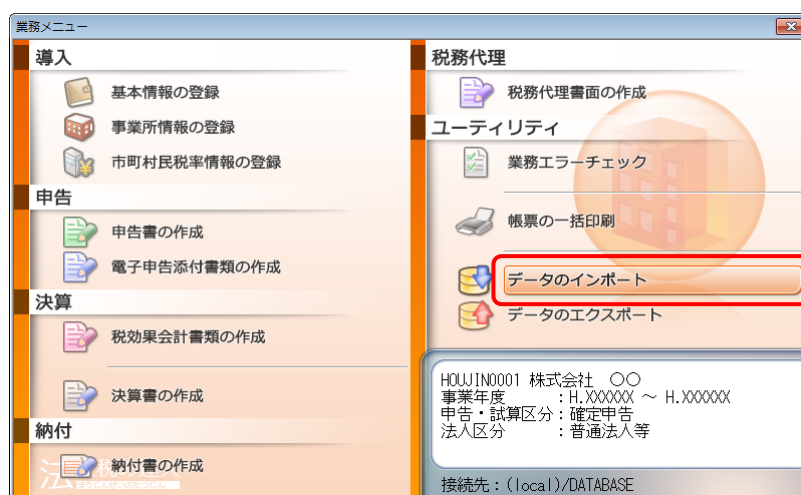 業務メニュー
導入
基本情報の登録
事業所情報の登録
市町村民税率情報の登録
申告
申告書の作成
電子申告添付書類の作成
決算
税効果会計書類の作成
決算書の作成
納付
納付書の作成
税務代理
税務代理書面の作成
ユーティリティ
業務エラーチェック
帳票の一括印刷
データのインポート
データのエクスポート
HOUJIN0001 株式会社 〇〇
事業年度 :H.XXXXXX ～ H.XXXXXX
申告・試算区分:確定申告
法人区分 :普通法人等
接続先:(local)/DATABASE